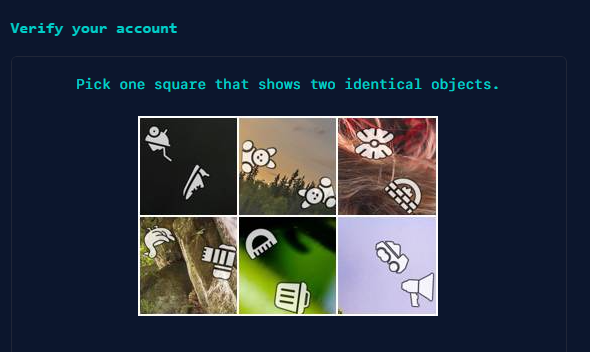 Verify your account
Pick one square that shows two identical objects.